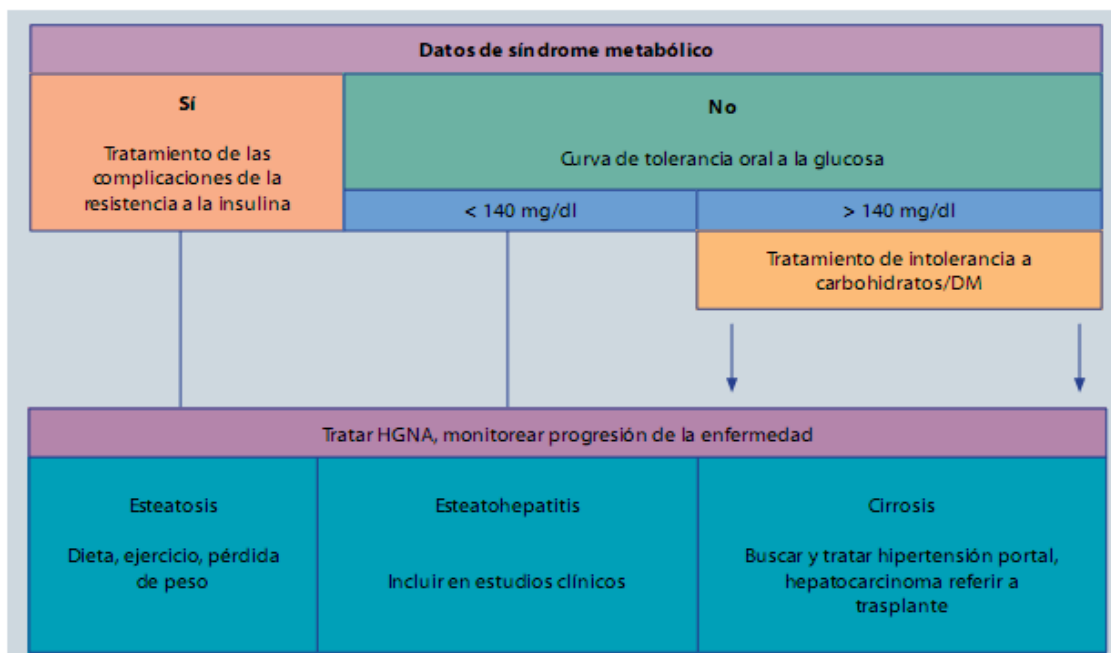 Datos de síndrome metabólico
Sí
Tratamiento de las
complicaciones de la
resistencia a la insulina
No
Curva de tolerancia oral a la glucosa
< 140 mg/dl
> 140 mg/dl
Tratamiento de intolerancia a
carbohidratos/DM
Tratar HGNA, monitorear progresión de la enfermedad
Esteatosis
Dieta, ejercicio, pérdida
de peso
Esteatohepatitis
Incluir en estudios clínicos
Cirrosis
Buscar y tratar hipertensión portal,
hepatocarcinoma referir a
trasplante